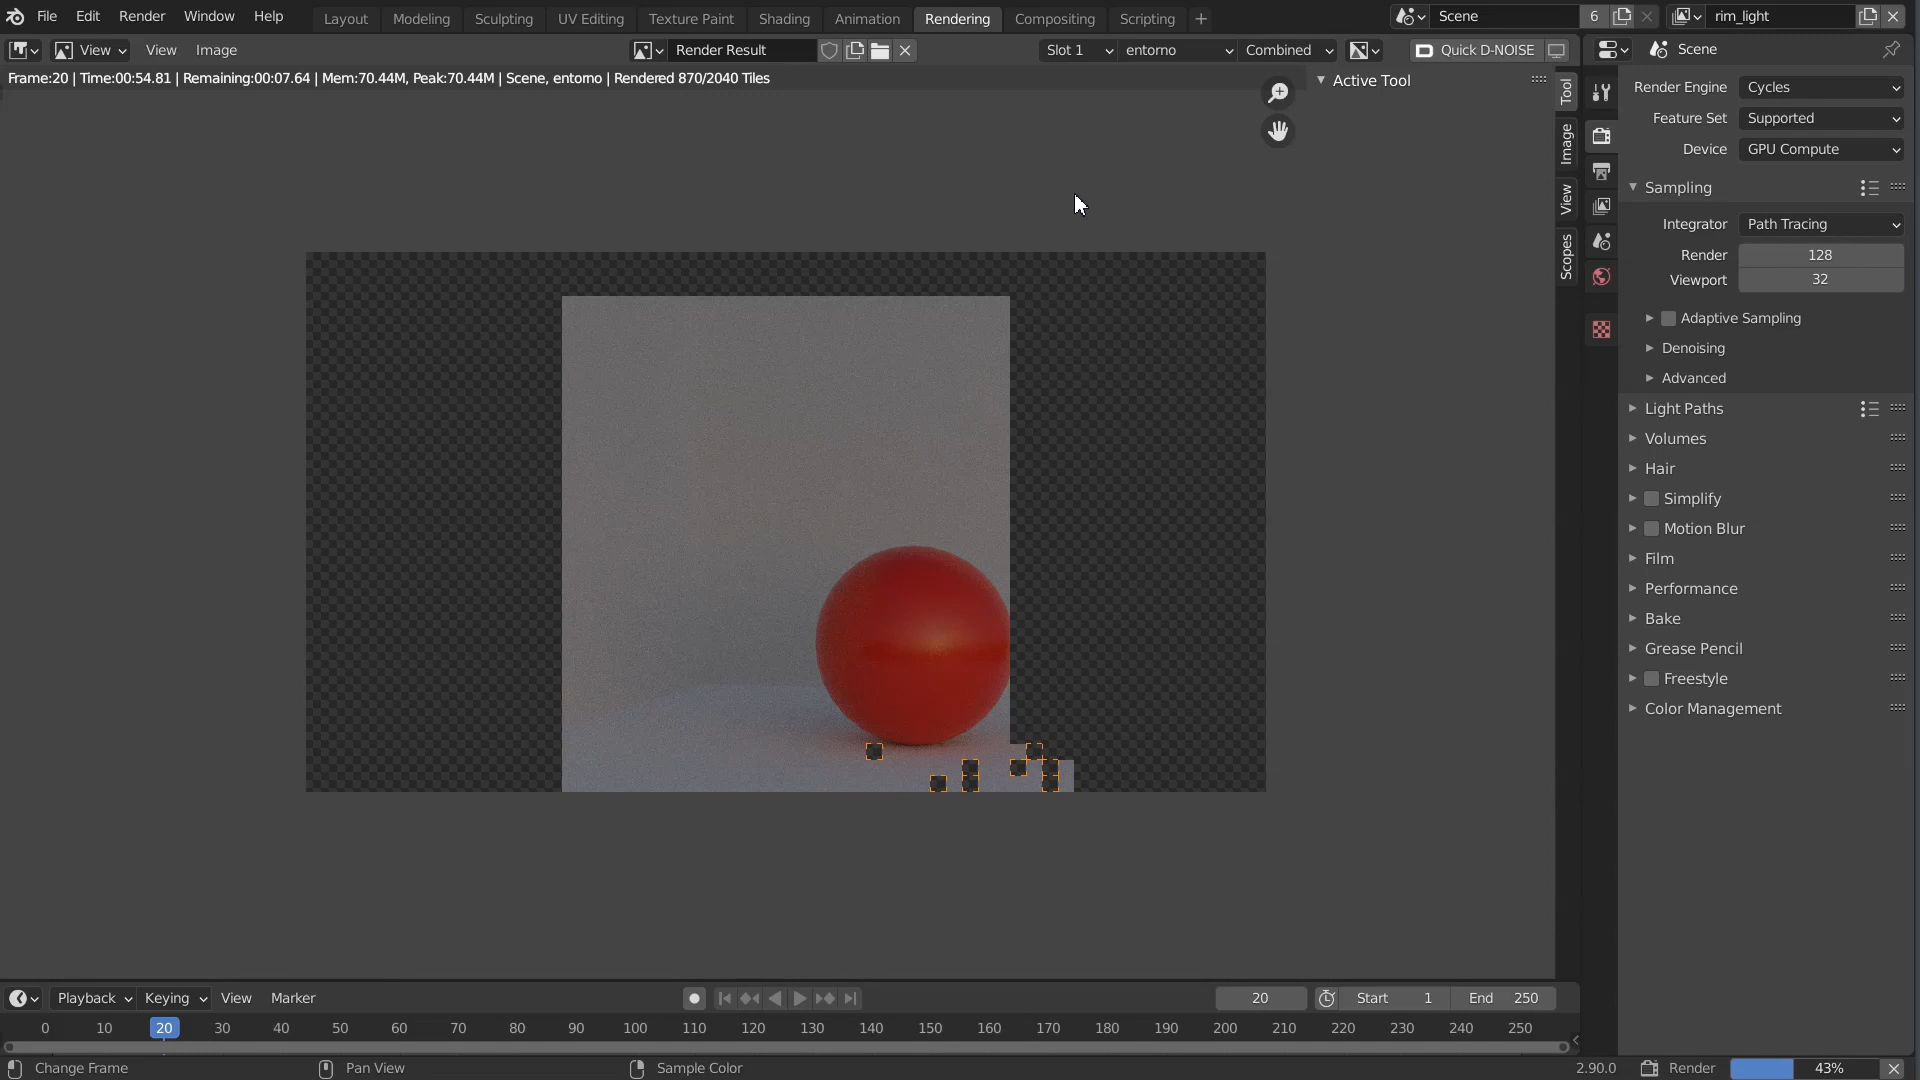 File Edit Render Window Help Layout Modeling Sculpting UV Editing Texture Paint Shading Animation Rendering Compositing Scripting + Scene 6 rim_light
View View Image Render Result Slot 1 entorno Combined Quick D-NOISE Scene
Frame:20 | Time:00:54.81 | Remaining:00:07.64 | Mem:70.44M, Peak:70.44M | Scene, entorno | Rendered 870/2040 Tiles
Active Tool
Tool
Image
View
Scopes
Render Engine Cycles
Feature Set Supported
Device GPU Compute
Sampling
Integrator Path Tracing
Render 128
Viewport 32
Adaptive Sampling
Denoising
Advanced
Light Paths
Volumes
Hair
Simplify
Motion Blur
Film
Performance
Bake
Grease Pencil
Freestyle
Color Management
Playback Keying View Marker 20 Start 1 End 250
0 10 20 30 40 50 60 70 80 90 100 110 120 130 140 150 160 170 180 190 200 210 220 230 240 250
Change Frame Pan View Sample Color 2.90.0 Render 43%